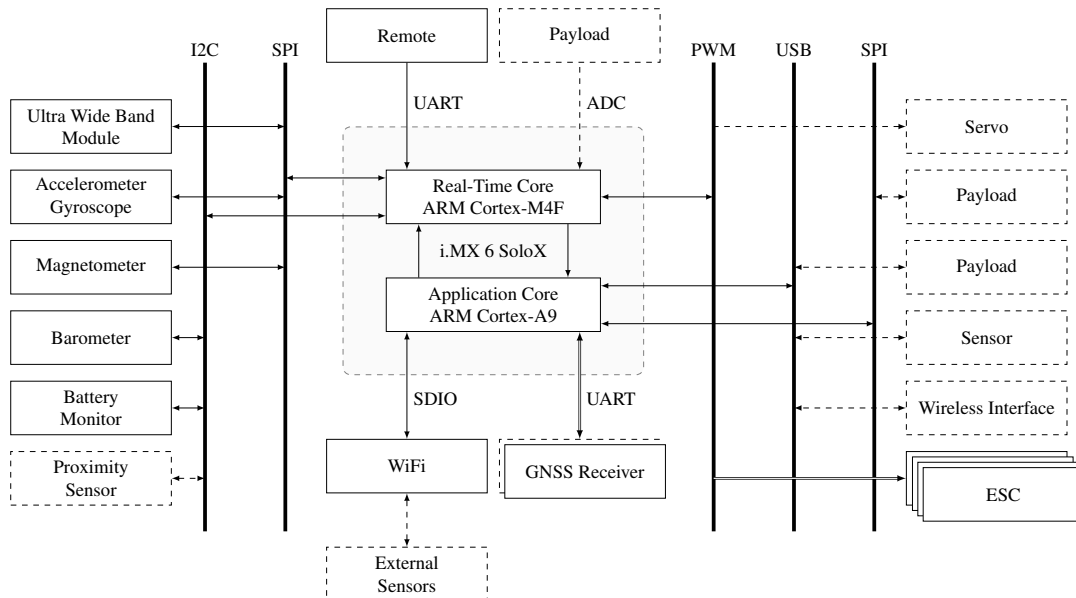 Remote
Payload
I2C
SPI
PWM
USB
SPI
UART
ADC
Ultra Wide Band
Module
Servo
Accelerometer
Gyroscope
Real-Time Core
ARM Cortex-M4F
Payload
i.MX 6 SoloX
Magnetometer
Payload
Application Core
ARM Cortex-A9
Barometer
Sensor
SDIO
UART
Battery
Monitor
Wireless Interface
Proximity
Sensor
WiFi
GNSS Receiver
ESC
External
Sensors